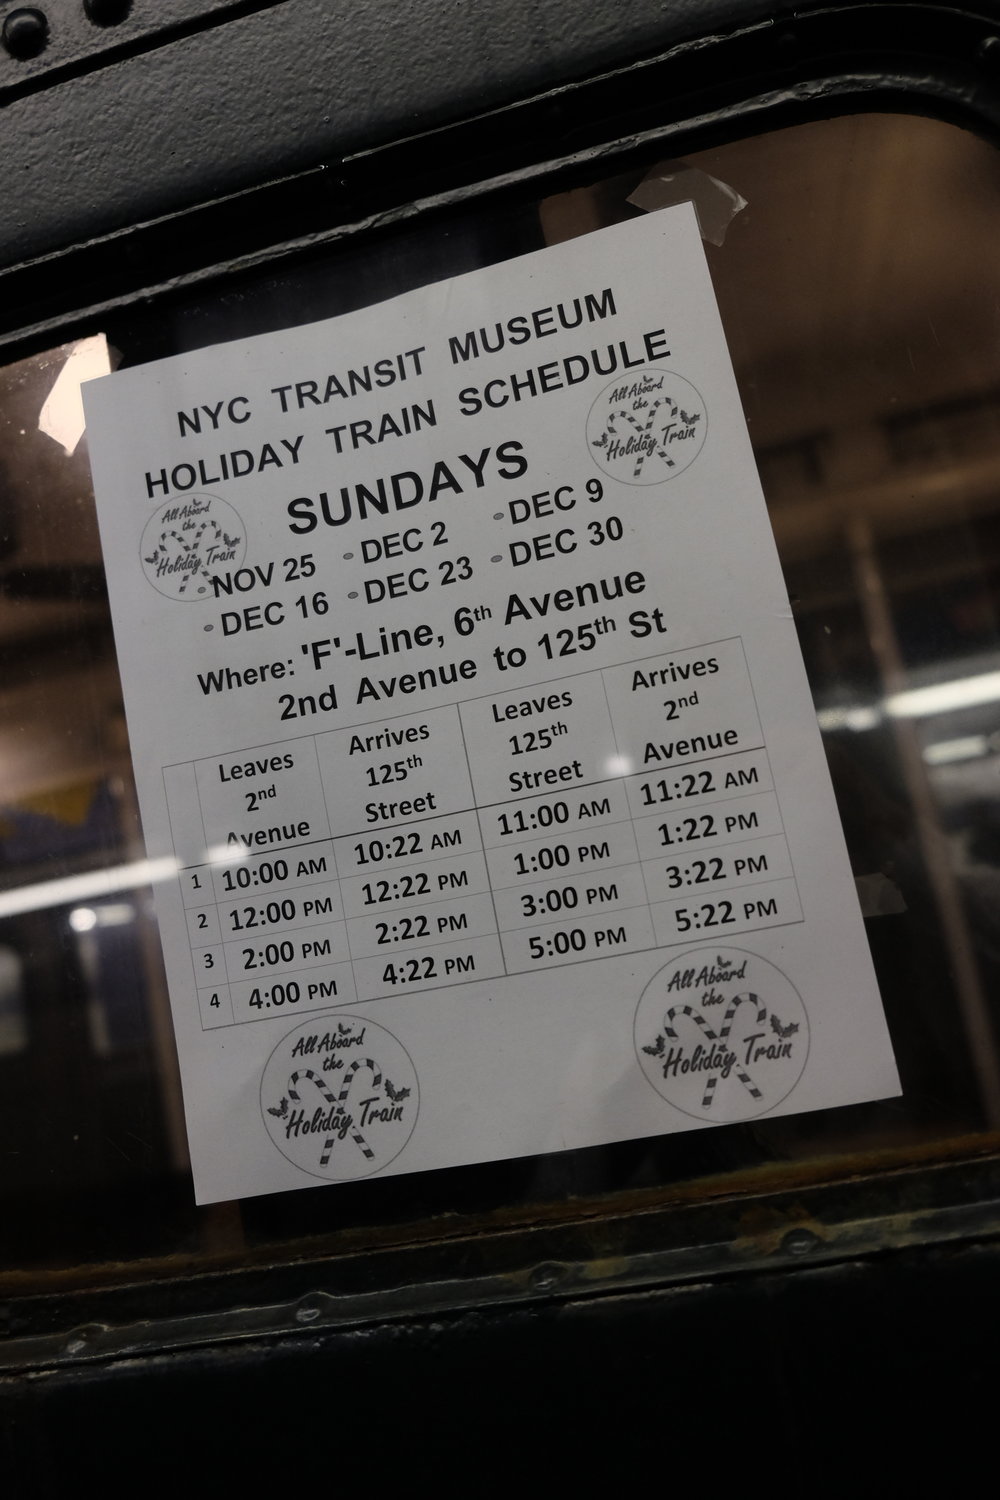 NYC TRANSIT MUSEUM
HOLIDAY TRAIN SCHEDULE
All Aboard
the
Holiday Train
SUNDAYS
All Aboard
the
Holiday Train
NOV 25 DEC 2 DEC 9
DEC 16 DEC 23 DEC 30
Where: 'F'-Line, 6th Avenue
2nd Avenue to 125th St
Leaves 2nd Avenue Arrives 125th Street Leaves 125th Street Arrives 2nd Avenue
1 10:00 AM 10:22 AM 11:00 AM 11:22 AM
2 12:00 PM 12:22 PM 1:00 PM 1:22 PM
3 2:00 PM 2:22 PM 3:00 PM 3:22 PM
4 4:00 PM 4:22 PM 5:00 PM 5:22 PM
All Aboard
the
Holiday Train
All Aboard
the
Holiday Train